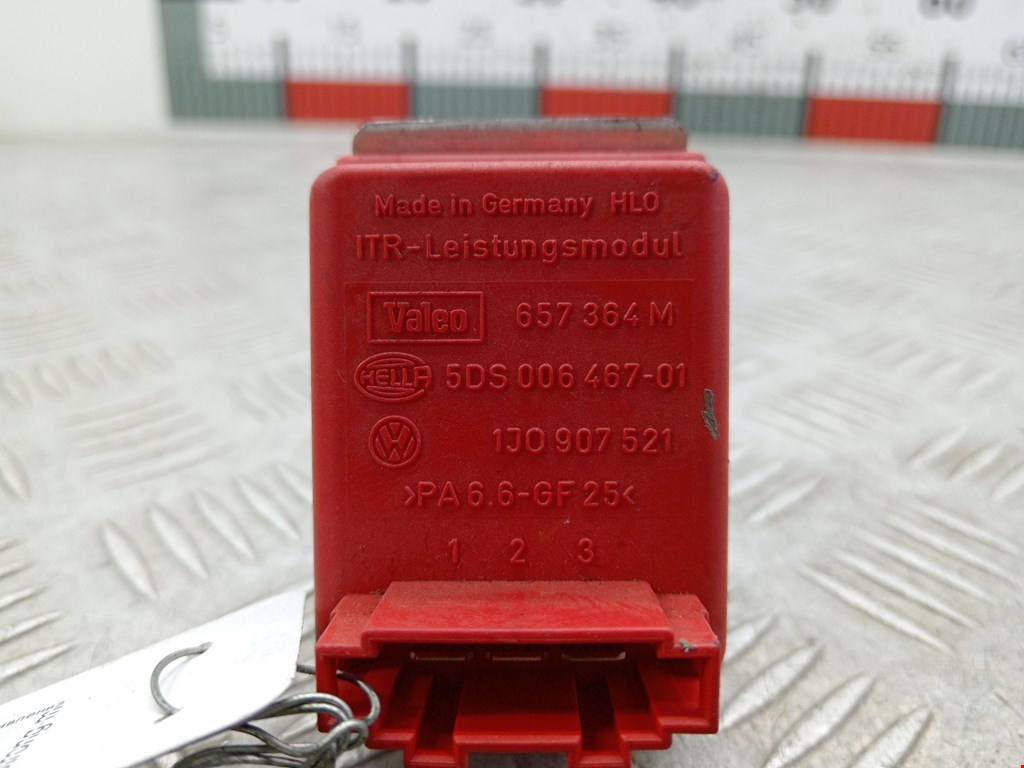 Made in Germany HLO
ITR-Leistungsmodul
Valeo 657 364 M
HELLA 5DS 006 467-01
VW 1J0 907 521
>PA 6.6-GF 25<
1 2 3